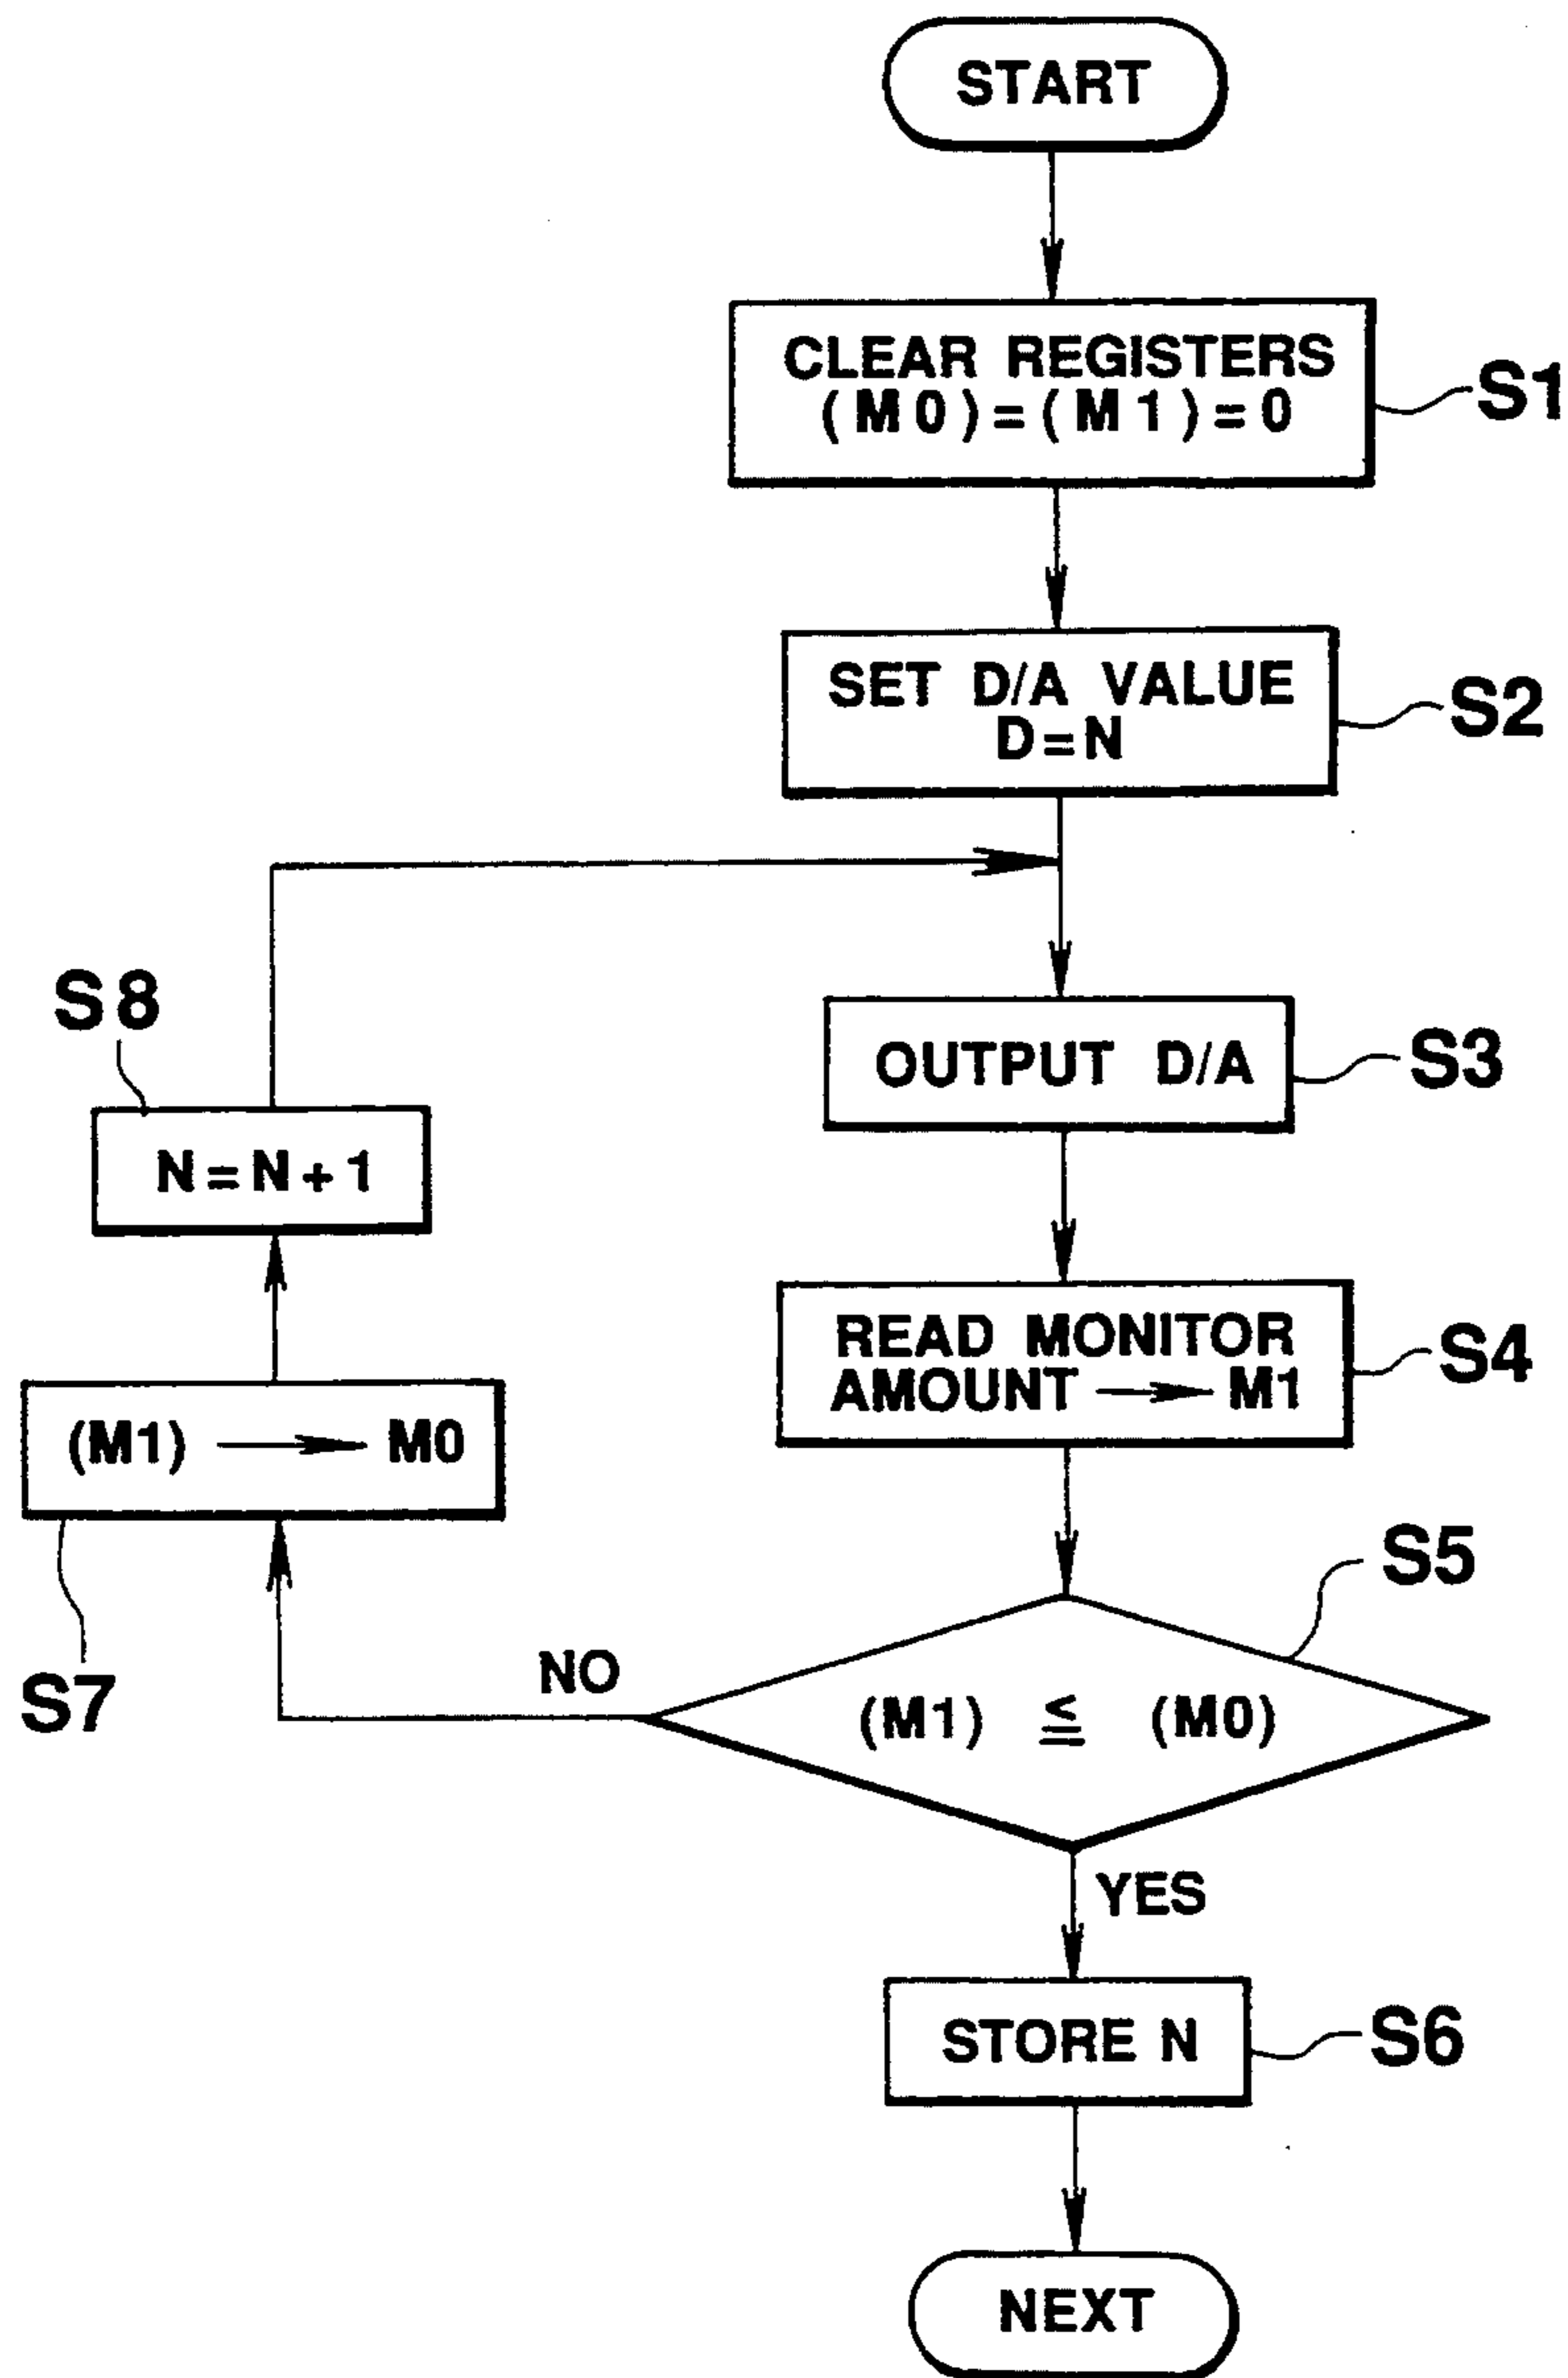 START
CLEAR REGISTERS
(M0)=(M1)=0
S1
SET D/A VALUE
D=N
S2
OUTPUT D/A
S3
S8
N=N+1
READ MONITOR
AMOUNT → M1
S4
(M1) → M0
S7
S5
(M1) ≦ (M0)
NO
YES
STORE N
S6
NEXT